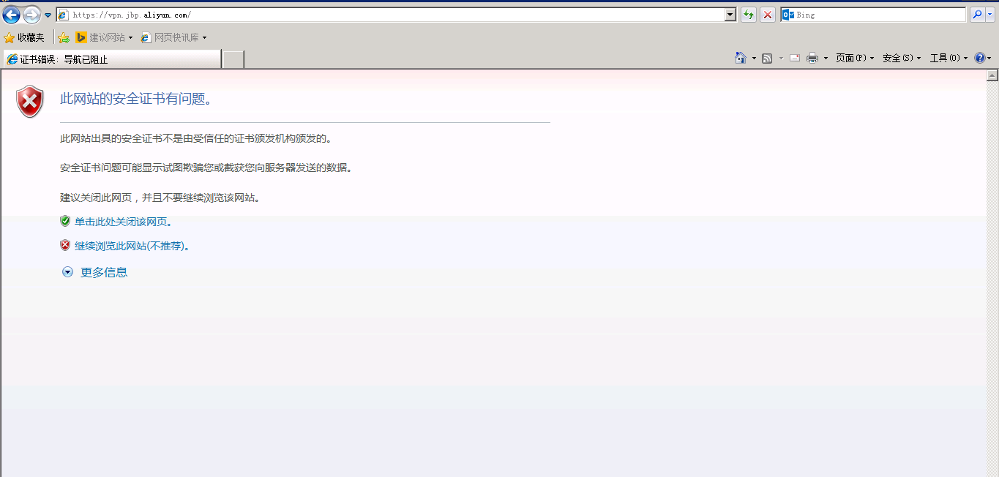 https://vpn.jbp.aliyun.com/
Bing
收藏夹 建议网站 网页快讯库
证书错误: 导航已阻止
页面(P) 安全(S) 工具(O)
此网站的安全证书有问题。
此网站出具的安全证书不是由受信任的证书颁发机构颁发的。
安全证书问题可能显示试图欺骗您或截获您向服务器发送的数据。
建议关闭此网页，并且不要继续浏览该网站。
单击此处关闭该网页。
继续浏览此网站(不推荐)。
更多信息